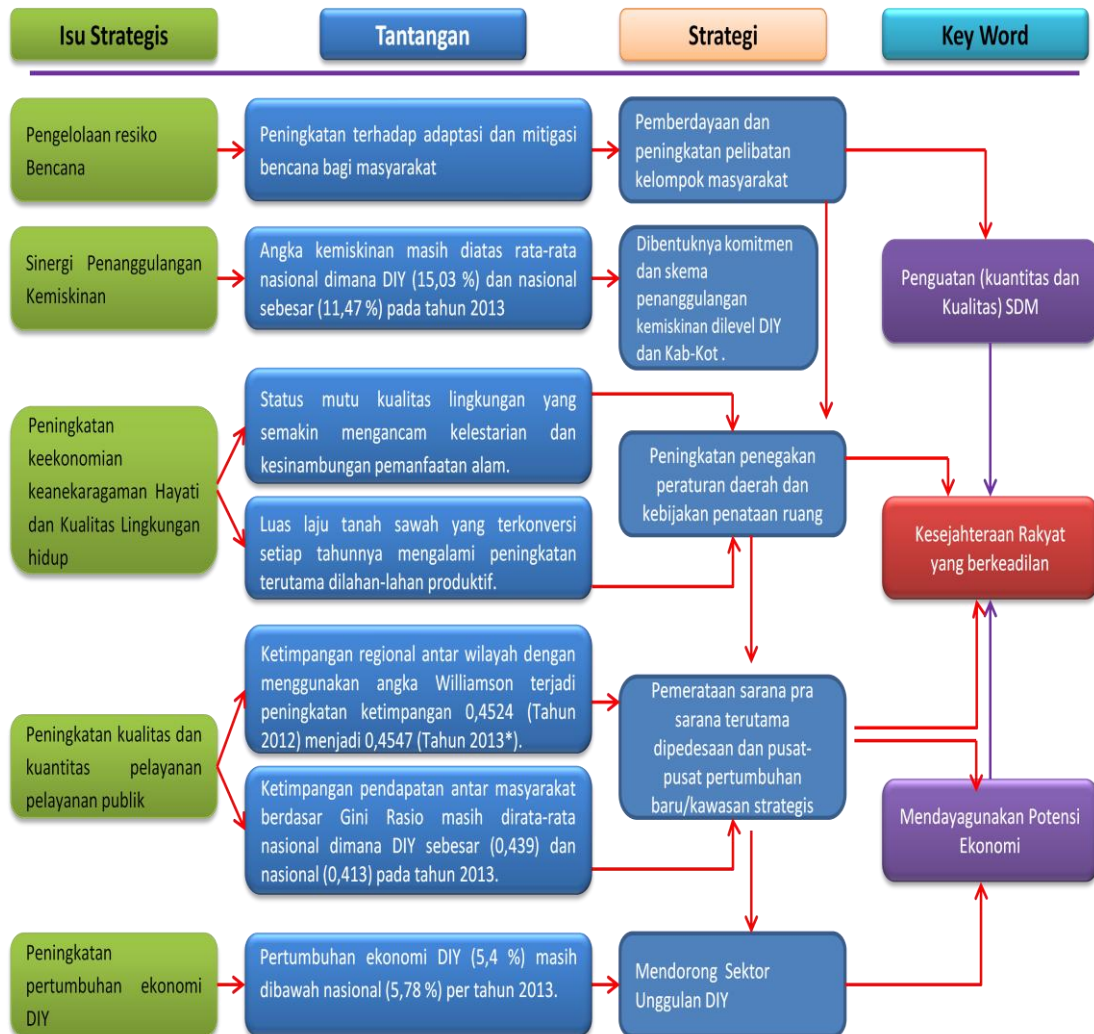 Isu Strategis
Tantangan
Strategi
Key Word
Pengelolaan resiko
Bencana
Peningkatan terhadap adaptasi dan mitigasi
bencana bagi masyarakat
Pemberdayaan dan
peningkatan pelibatan
kelompok masyarakat
Sinergi Penanggulangan
Kemiskinan
Angka kemiskinan masih diatas rata-rata
nasional dimana DIY (15,03 %) dan nasional
sebesar (11,47 %) pada tahun 2013
Dibentuknya komitmen
dan skema
penanggulangan
kemiskinan dilevel DIY
dan Kab-Kot .
Penguatan (kuantitas dan
Kualitas) SDM
Peningkatan
keekonomian
keanekaragaman Hayati
dan Kualitas Lingkungan
hidup
Status mutu kualitas lingkungan yang
semakin mengancam kelestarian dan
kesinambungan pemanfaatan alam.
Luas laju tanah sawah yang terkonversi
setiap tahunnya mengalami peningkatan
terutama dilahan-lahan produktif.
Peningkatan penegakan
peraturan daerah dan
kebijakan penataan ruang
Kesejahteraan Rakyat
yang berkeadilan
Peningkatan kualitas dan
kuantitas pelayanan
pelayanan publik
Ketimpangan regional antar wilayah dengan
menggunakan angka Williamson terjadi
peningkatan ketimpangan 0,4524 (Tahun
2012) menjadi 0,4547 (Tahun 2013*).
Ketimpangan pendapatan antar masyarakat
berdasar Gini Rasio masih dirata-rata
nasional dimana DIY sebesar (0,439) dan
nasional (0,413) pada tahun 2013.
Pemerataan sarana pra
sarana terutama
dipedesaan dan pusat-
pusat pertumbuhan
baru/kawasan strategis
Mendayagunakan Potensi
Ekonomi
Peningkatan
pertumbuhan ekonomi
DIY
Pertumbuhan ekonomi DIY (5,4 %) masih
dibawah nasional (5,78 %) per tahun 2013.
Mendorong Sektor
Unggulan DIY